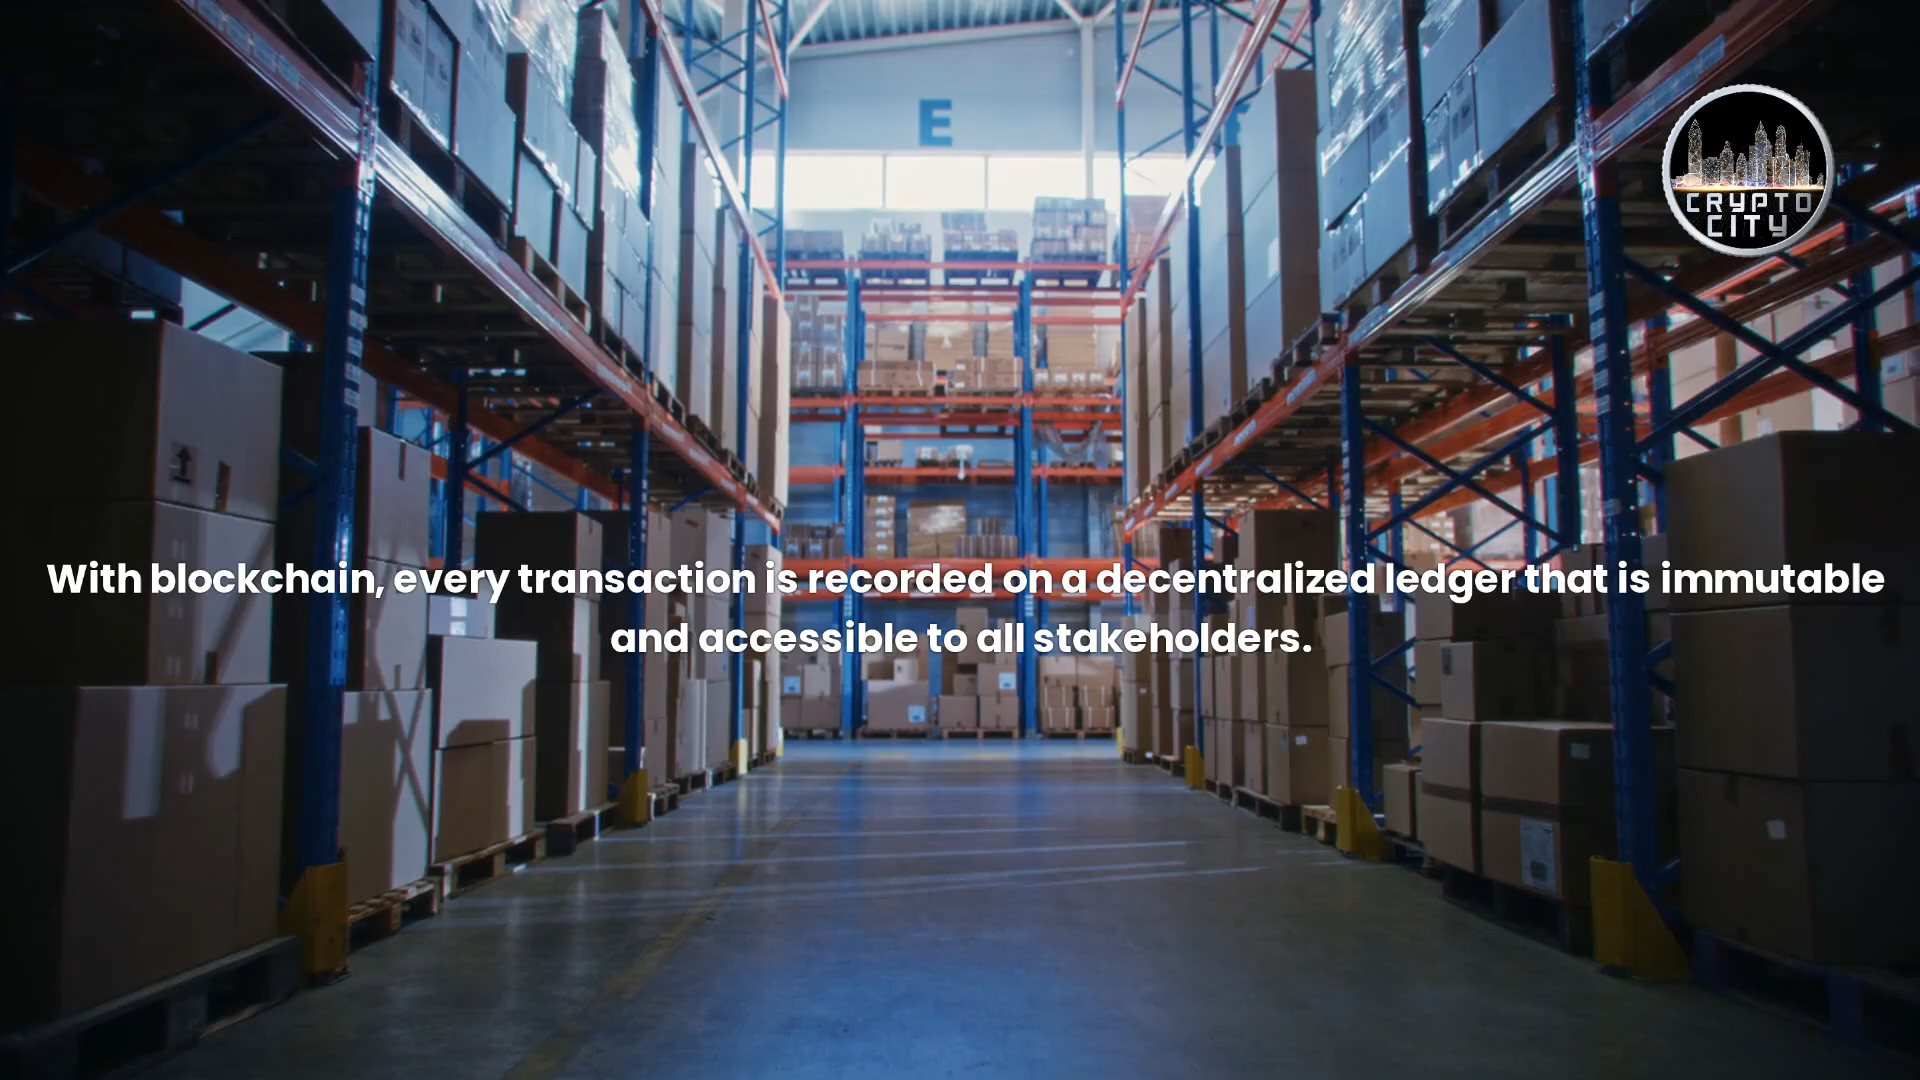 E
CRYPTO
CITY
With blockchain, every transaction is recorded on a decentralized ledger that is immutable
and accessible to all stakeholders.